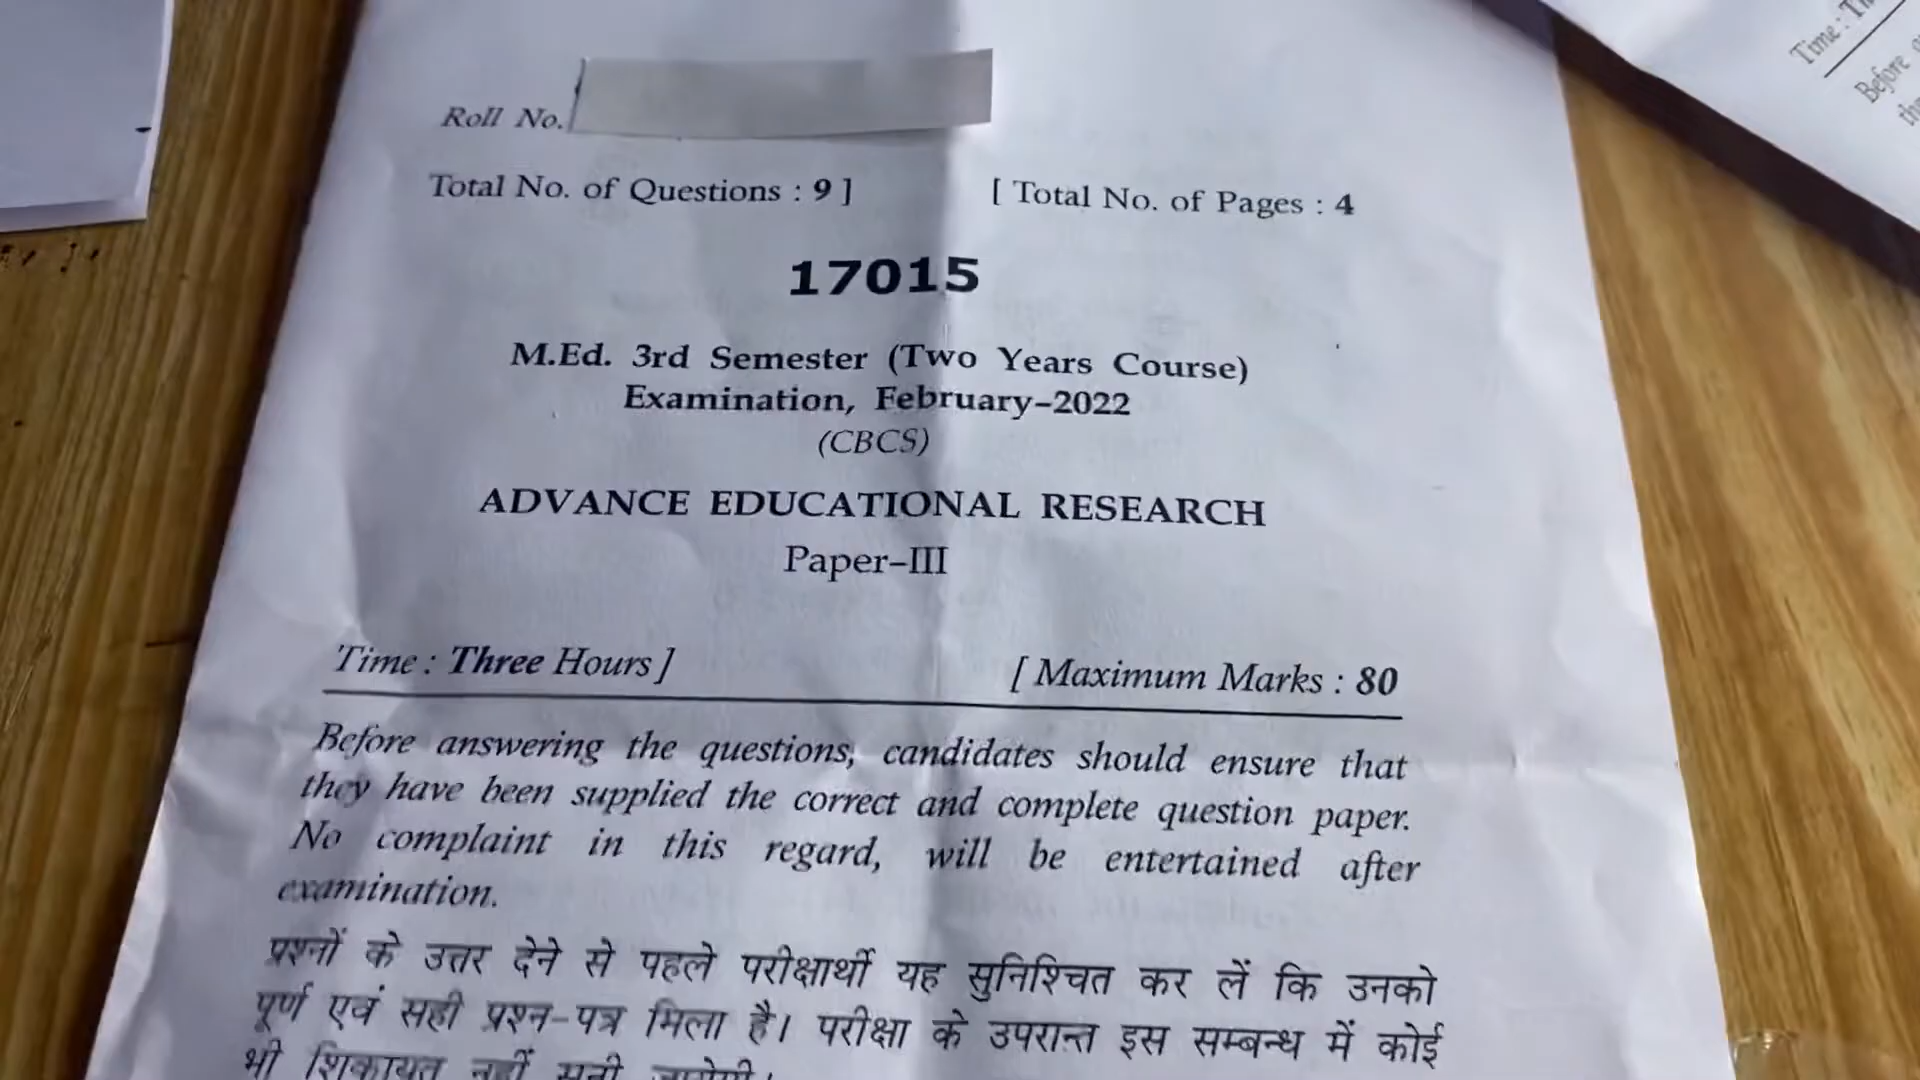 Roll No.
Total No. of Questions : 9 ]
[ Total No. of Pages : 4
17015
M.Ed. 3rd Semester (Two Years Course)
Examination, February–2022
(CBCS)
ADVANCE EDUCATIONAL RESEARCH
Paper–III
Time : Three Hours ]
[ Maximum Marks : 80
Before answering the questions, candidates should ensure that
they have been supplied the correct and complete question paper.
No complaint in this regard, will be entertained after
examination.
प्रश्नों के उत्तर देने से पहले परीक्षार्थी यह सुनिश्चित कर लें कि उनको
पूर्ण एवं सही प्रश्न-पत्र मिला है। परीक्षा के उपरान्त इस सम्बन्ध में कोई
भी शिकायत नहीं सुनी जायेगी।
Time :
Before